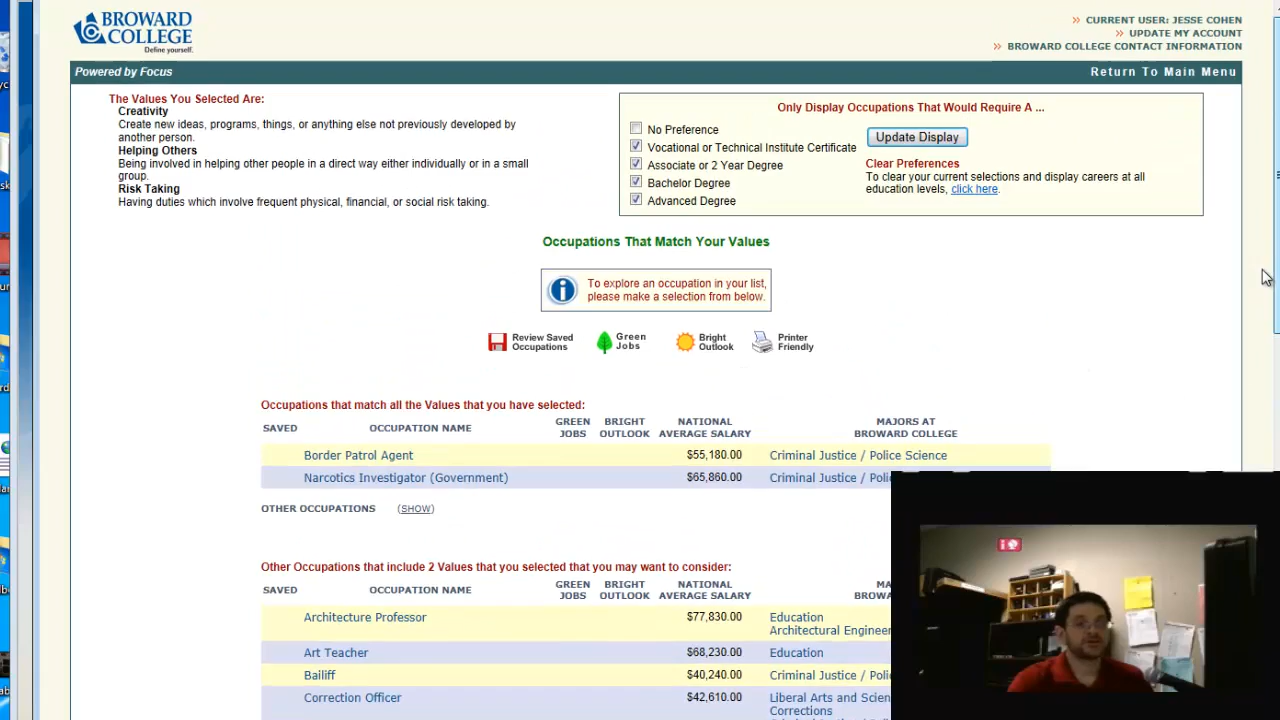 BROWARD
COLLEGE
Define yourself.
CURRENT USER: JESSE COHEN
UPDATE MY ACCOUNT
BROWARD COLLEGE CONTACT INFORMATION
Powered by Focus
Return To Main Menu
The Values You Selected Are:
Creativity
Create new ideas, programs, things, or anything else not previously developed by
another person.
Helping Others
Being involved in helping other people in a direct way either individually or in a small
group.
Risk Taking
Having duties which involve frequent physical, financial, or social risk taking.
Only Display Occupations That Would Require A ...
No Preference
Vocational or Technical Institute Certificate
Associate or 2 Year Degree
Bachelor Degree
Advanced Degree
Update Display
Clear Preferences
To clear your current selections and display careers at all
education levels, click here.
Occupations That Match Your Values
To explore an occupation in your list,
please make a selection from below.
Review Saved
Occupations
Green
Jobs
Bright
Outlook
Printer
Friendly
Occupations that match all the Values that you have selected:
SAVED OCCUPATION NAME GREEN JOBS BRIGHT OUTLOOK NATIONAL AVERAGE SALARY MAJORS AT BROWARD COLLEGE
Border Patrol Agent $55,180.00 Criminal Justice / Police Science
Narcotics Investigator (Government) $65,860.00 Criminal Justice /
OTHER OCCUPATIONS (SHOW)
Other Occupations that include 2 Values that you selected that you may want to consider:
SAVED OCCUPATION NAME GREEN JOBS BRIGHT OUTLOOK NATIONAL AVERAGE SALARY
Architecture Professor $77,830.00 Education
Architectural
Art Teacher $68,230.00 Education
Bailiff $40,240.00 Criminal Justice /
Correction Officer $42,610.00 Liberal Arts and
Corrections